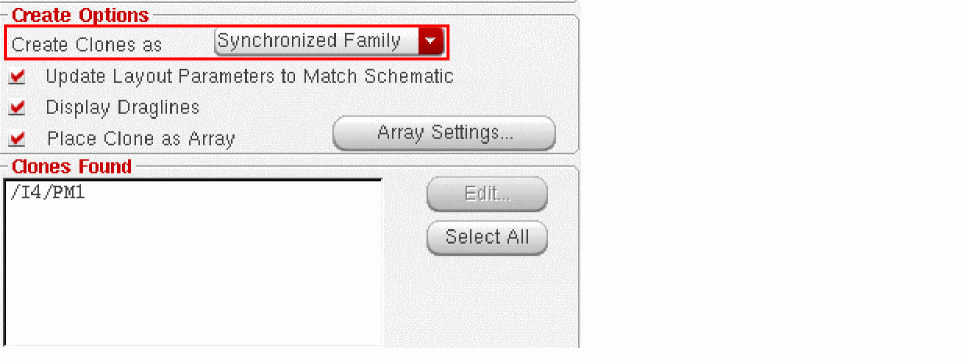 Create Options
Create Clones as Synchronized Family
Update Layout Parameters to Match Schematic
Display Draglines
Place Clone as Array Array Settings...
Clones Found
/I4/PM1
Edit...
Select All